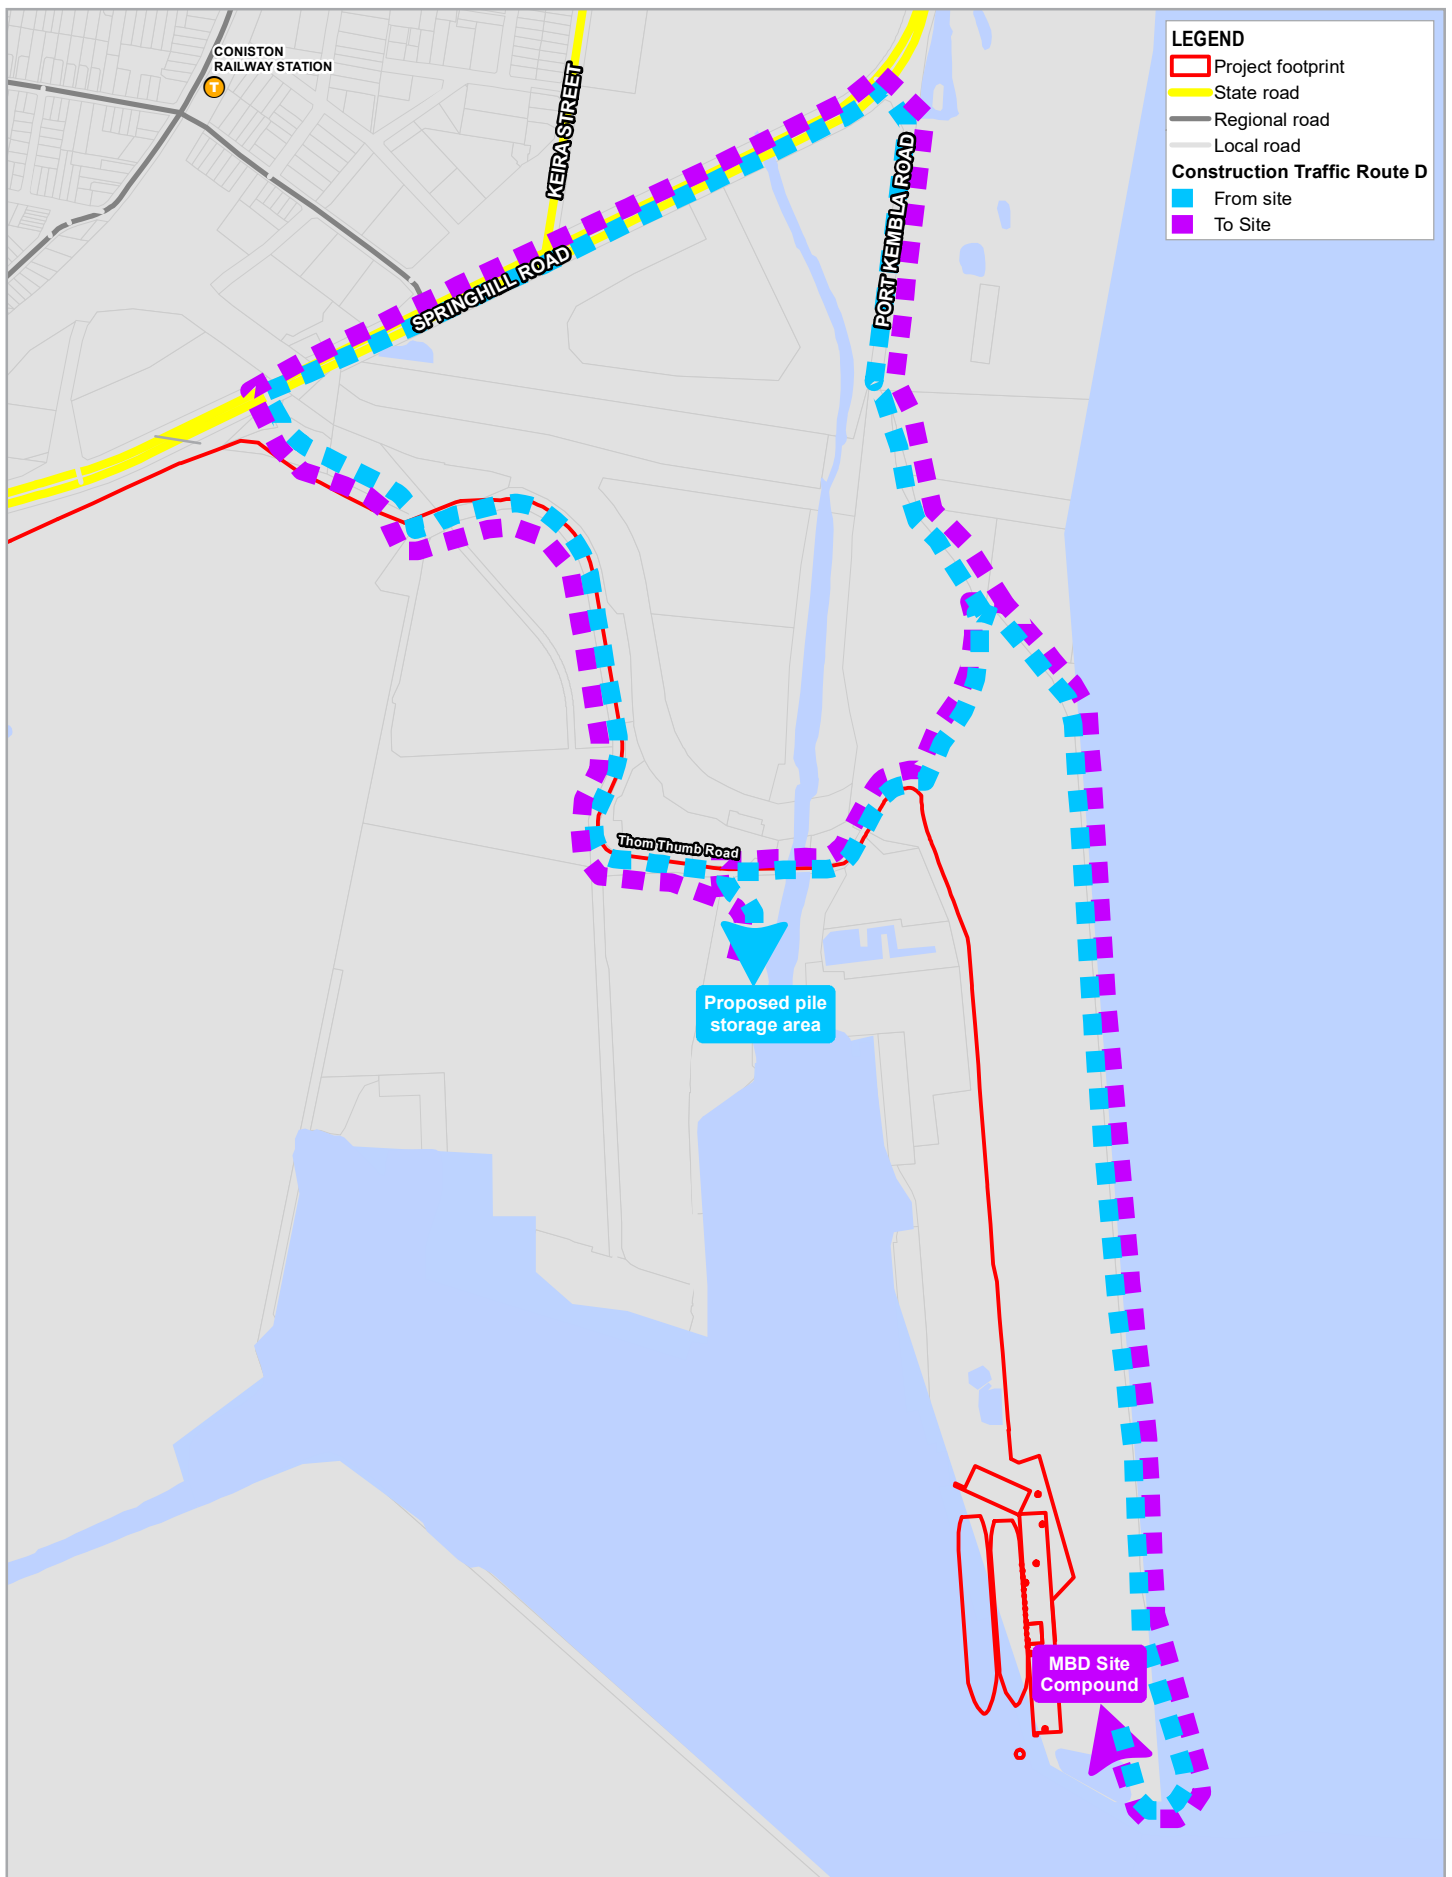 CONISTON
RAILWAY STATION
T
KEIRA STREET
LEGEND
Project footprint
State road
Regional road
Local road
Construction Traffic Route D
From site
To Site
PORT KEMBLA ROAD
SPRINGHILL ROAD
Thom Thumb Road
Proposed pile
storage area
MBD Site
Compound